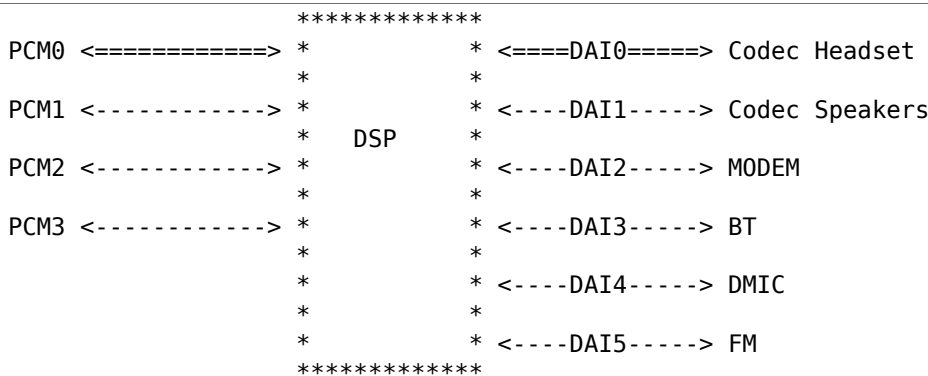 *************
PCM0 <============> *           * <====DAI0=====> Codec Headset
                    *           *
PCM1 <------------> *           * <----DAI1-----> Codec Speakers
                    *   DSP     *
PCM2 <------------> *           * <----DAI2-----> MODEM
                    *           *
PCM3 <------------> *           * <----DAI3-----> BT
                    *           *
                    *           * <----DAI4-----> DMIC
                    *           *
                    *           * <----DAI5-----> FM
                    *************